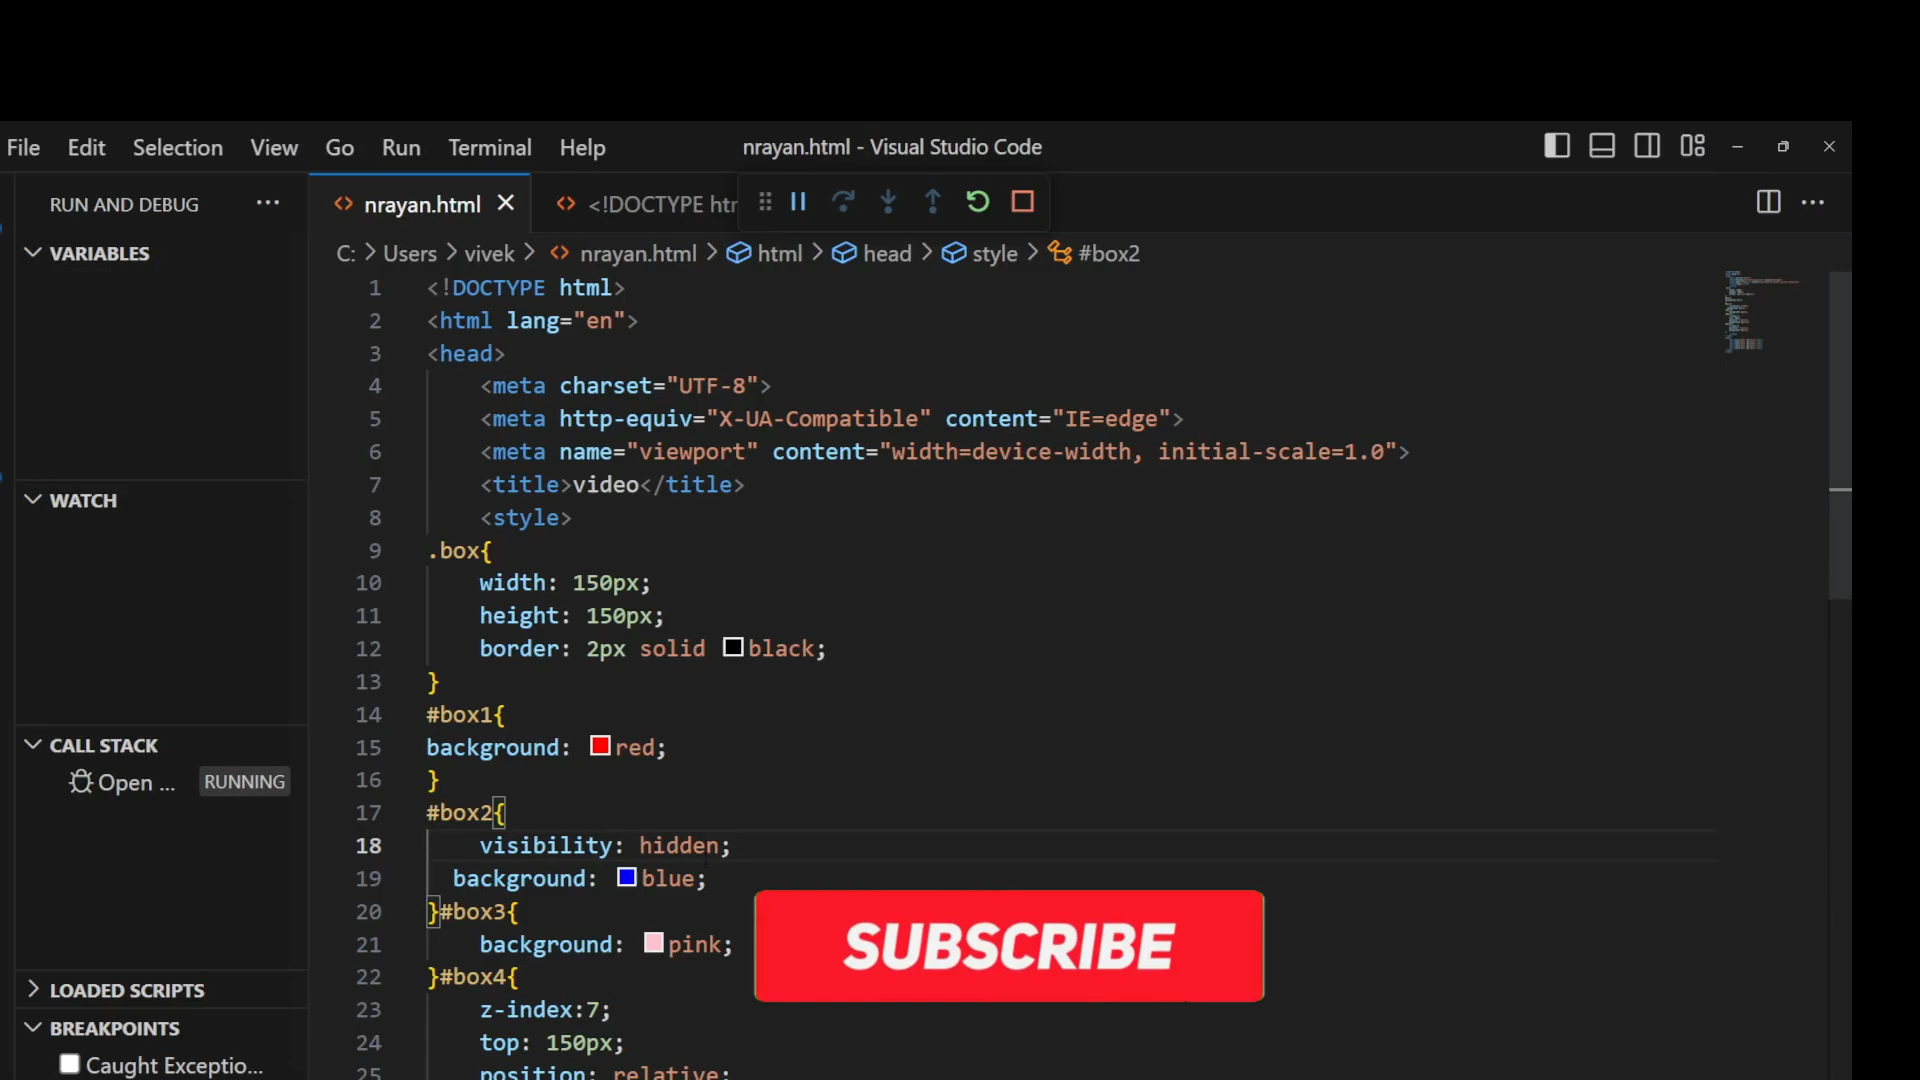 File Edit Selection View Go Run Terminal Help nrayan.html - Visual Studio Code
RUN AND DEBUG
nrayan.html
<!DOCTYPE htr
VARIABLES
C: > Users > vivek > nrayan.html > html > head > style > #box2
1 <!DOCTYPE html>
2 <html lang="en">
3 <head>
4 <meta charset="UTF-8">
5 <meta http-equiv="X-UA-Compatible" content="IE=edge">
6 <meta name="viewport" content="width=device-width, initial-scale=1.0">
7 <title>video</title>
WATCH
8 <style>
9 .box{
10 width: 150px;
11 height: 150px;
12 border: 2px solid black;
13 }
14 #box1{
CALL STACK
15 background: red;
Open ... RUNNING
16 }
17 #box2{
18 visibility: hidden;
19 background: blue;
20 }#box3{
21 background: pink;
SUBSCRIBE
22 }#box4{
LOADED SCRIPTS
23 z-index:7;
BREAKPOINTS
24 top: 150px;
Caught Exceptio...
25 position: relative;